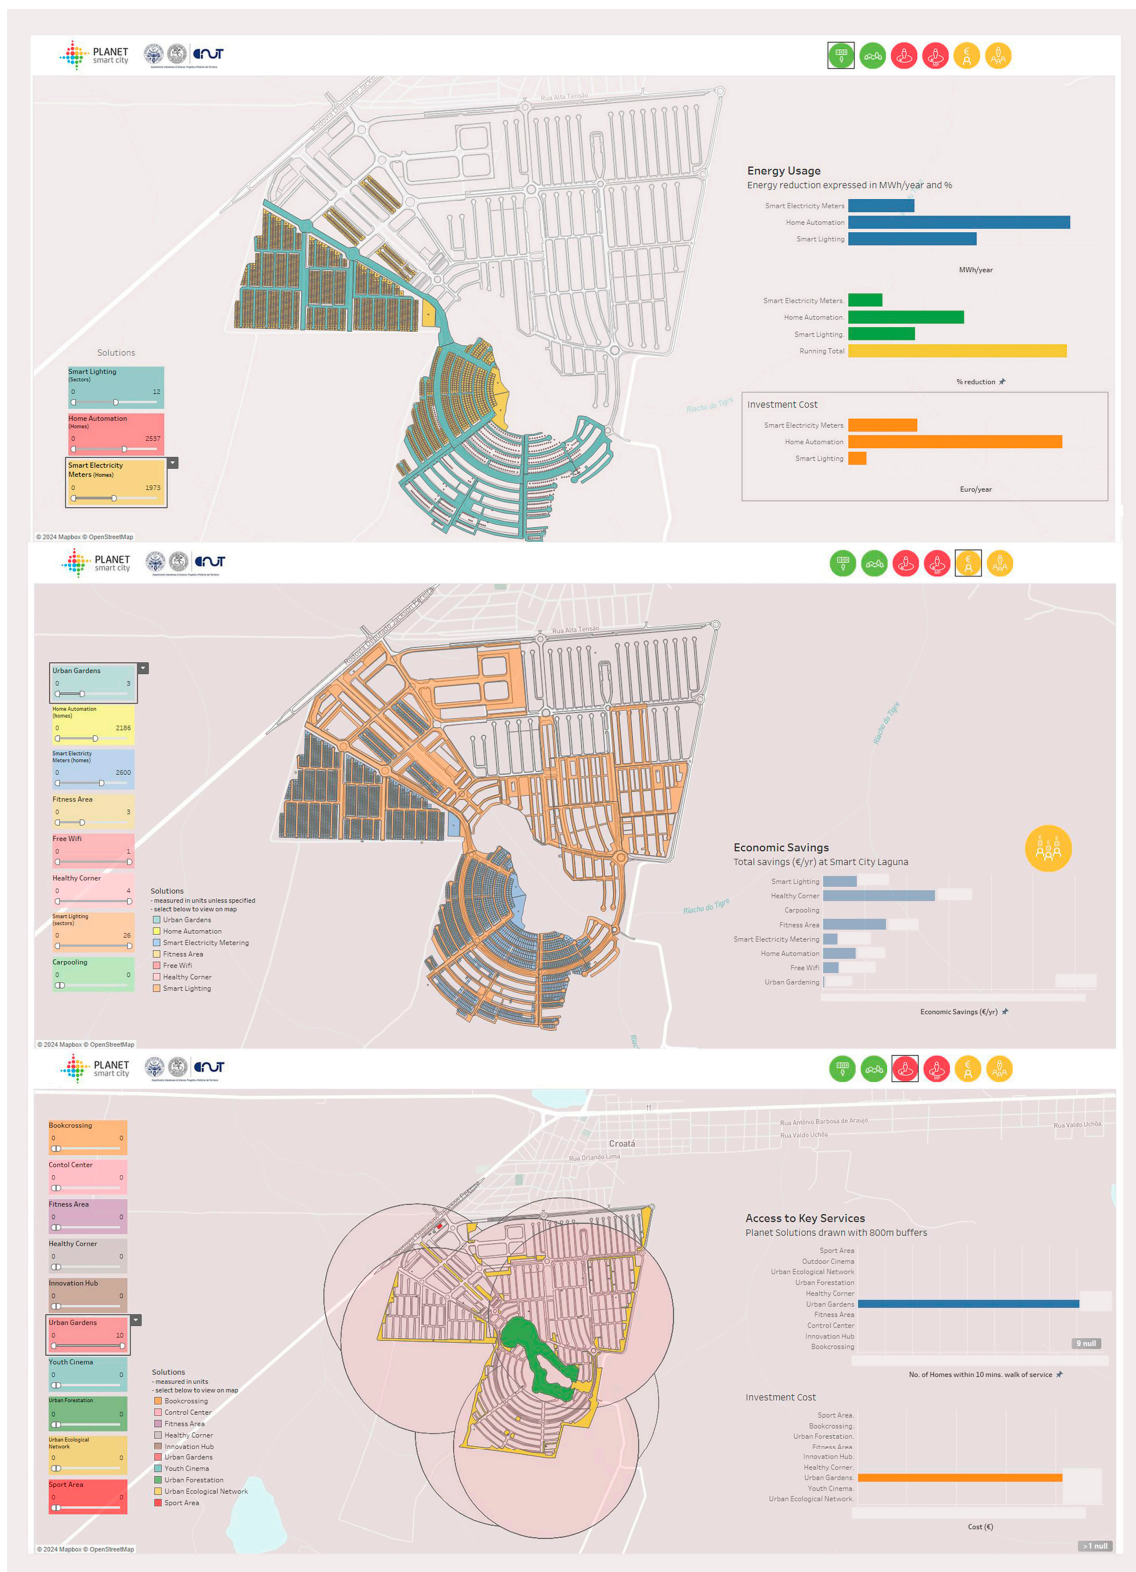 PLANET
smart city
Rua Alta Tensão
Energy Usage
Energy reduction expressed in MWh/year and %
Smart Electricity Meters
Home Automation
Smart Lighting
MWh/year
Smart Electricity Meters.
Home Automation.
Smart Lighting.
Running Total
% reduction
Investment Cost
Smart Electricity Meters
Home Automation
Smart Lighting
Euro/year
Riacho do Tigre
Solutions
Smart Lighting
(Sectors)
0 12
Home Automation
(Homes)
0 2537
Smart Electricity
Meters (Homes)
0 1973
© 2024 Mapbox © OpenStreetMap
PLANET
smart city
Rua Alta Tensão
Riacho do Tigre
Urban Gardens
0 3
Home Automation
(homes)
0 2186
Smart Electricty
Meters (homes)
0 2600
Fitness Area
0 3
Free Wifi
0 1
Healthy Corner
0 4
Smart Lighting
(sectors)
0 26
Carpooling
0 0
Solutions
- measured in units unless specified
- select below to view on map
Urban Gardens
Home Automation
Smart Electricity Metering
Fitness Area
Free Wifi
Healthy Corner
Smart Lighting
Riacho do Tigre
Economic Savings
Total savings (€/yr) at Smart City Laguna
Smart Lighting
Healthy Corner
Carpooling
Fitness Area
Smart Electricity Metering
Home Automation
Free Wifi
Urban Gardening
Economic Savings (€/yr)
© 2024 Mapbox © OpenStreetMap
PLANET
smart city
Croatá
Rua Orlando Lima
Rua Antônio Barbosa de Araujo
Rua Valdo Uchôa
Rua Valdo Uchôa
Bookcrossing
0 0
Contol Center
0 0
Fitness Area
0 0
Healthy Corner
0 0
Innovation Hub
0 0
Urban Gardens
0 10
Youth Cinema
0 0
Urban Forestation
0 0
Urban Ecological
Network
0 0
Sport Area
0 0
Solutions
- measured in units
- select below to view on map
Bookcrossing
Control Center
Fitness Area
Healthy Corner
Innovation Hub
Urban Gardens
Youth Cinema
Urban Forestation
Urban Ecological Network
Sport Area
Access to Key Services
Planet Solutions drawn with 800m buffers
Sport Area
Outdoor Cinema
Urban Ecological Network
Urban Forestation
Healthy Corner
Urban Gardens
Fitness Area
Control Center
Innovation Hub
Bookcrossing
9 null
No. of Homes within 10 mins. walk of service
Investment Cost
Sport Area.
Bookcrossing.
Urban Forestation.
Fitness Area.
Innovation Hub.
Healthy Corner.
Urban Gardens.
Youth Cinema.
Urban Ecological Network.
Cost (€)
>1 null
© 2024 Mapbox © OpenStreetMap